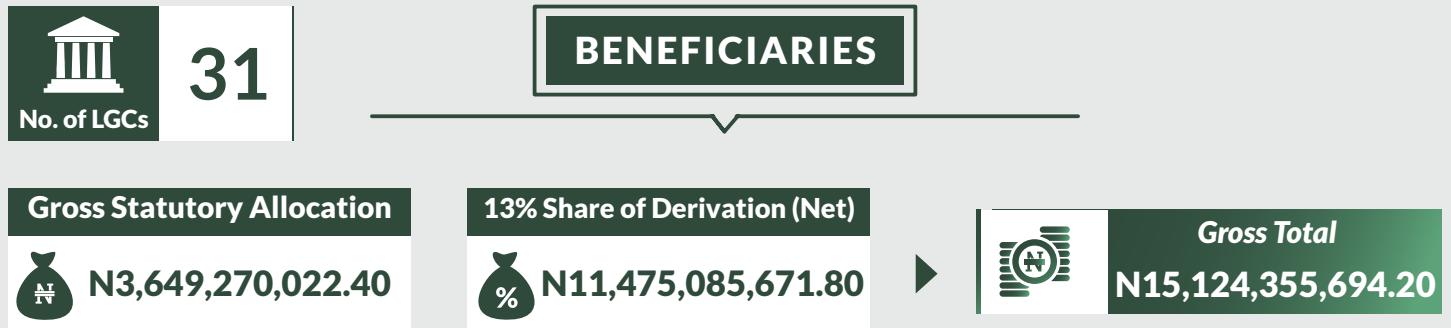 31
No. of LGCs
BENEFICIARIES
Gross Statutory Allocation
₦
N3,649,270,022.40
13% Share of Derivation (Net)
%
N11,475,085,671.80
Gross Total
₦
N15,124,355,694.20